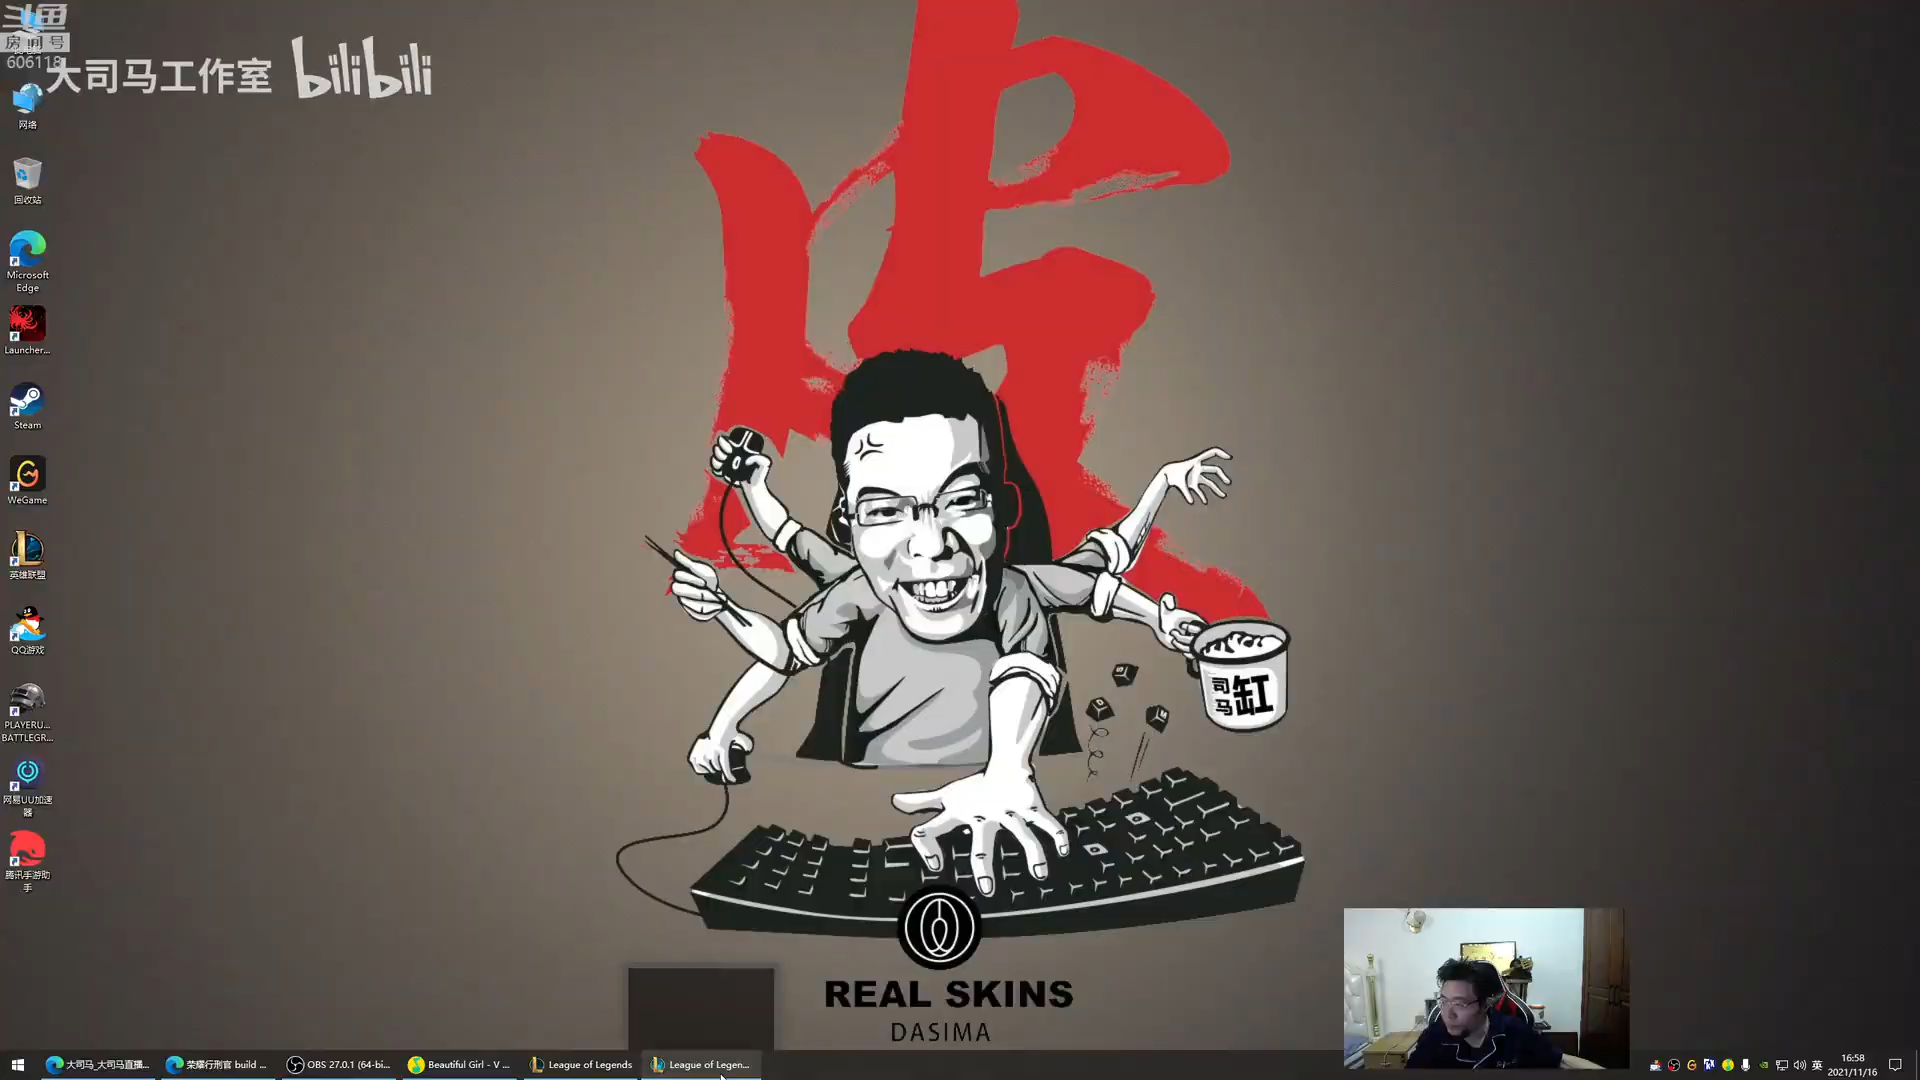 斗鱼
房间号
606118
大司马工作室 bilibili
网络
回收站
Microsoft
Edge
Launcher...
Steam
WeGame
英雄联盟
QQ游戏
PLAYERU...
BATTLEGR...
网易UU加速
器
腾讯手游助
手
司马
缸
REAL SKINS
DASIMA
大司马_大司马直播...
荣耀行刑官 build ...
OBS 27.0.1 (64-bi...
Beautiful Girl - V ...
League of Legends
League of Legen...
英
16:58
2021/11/16